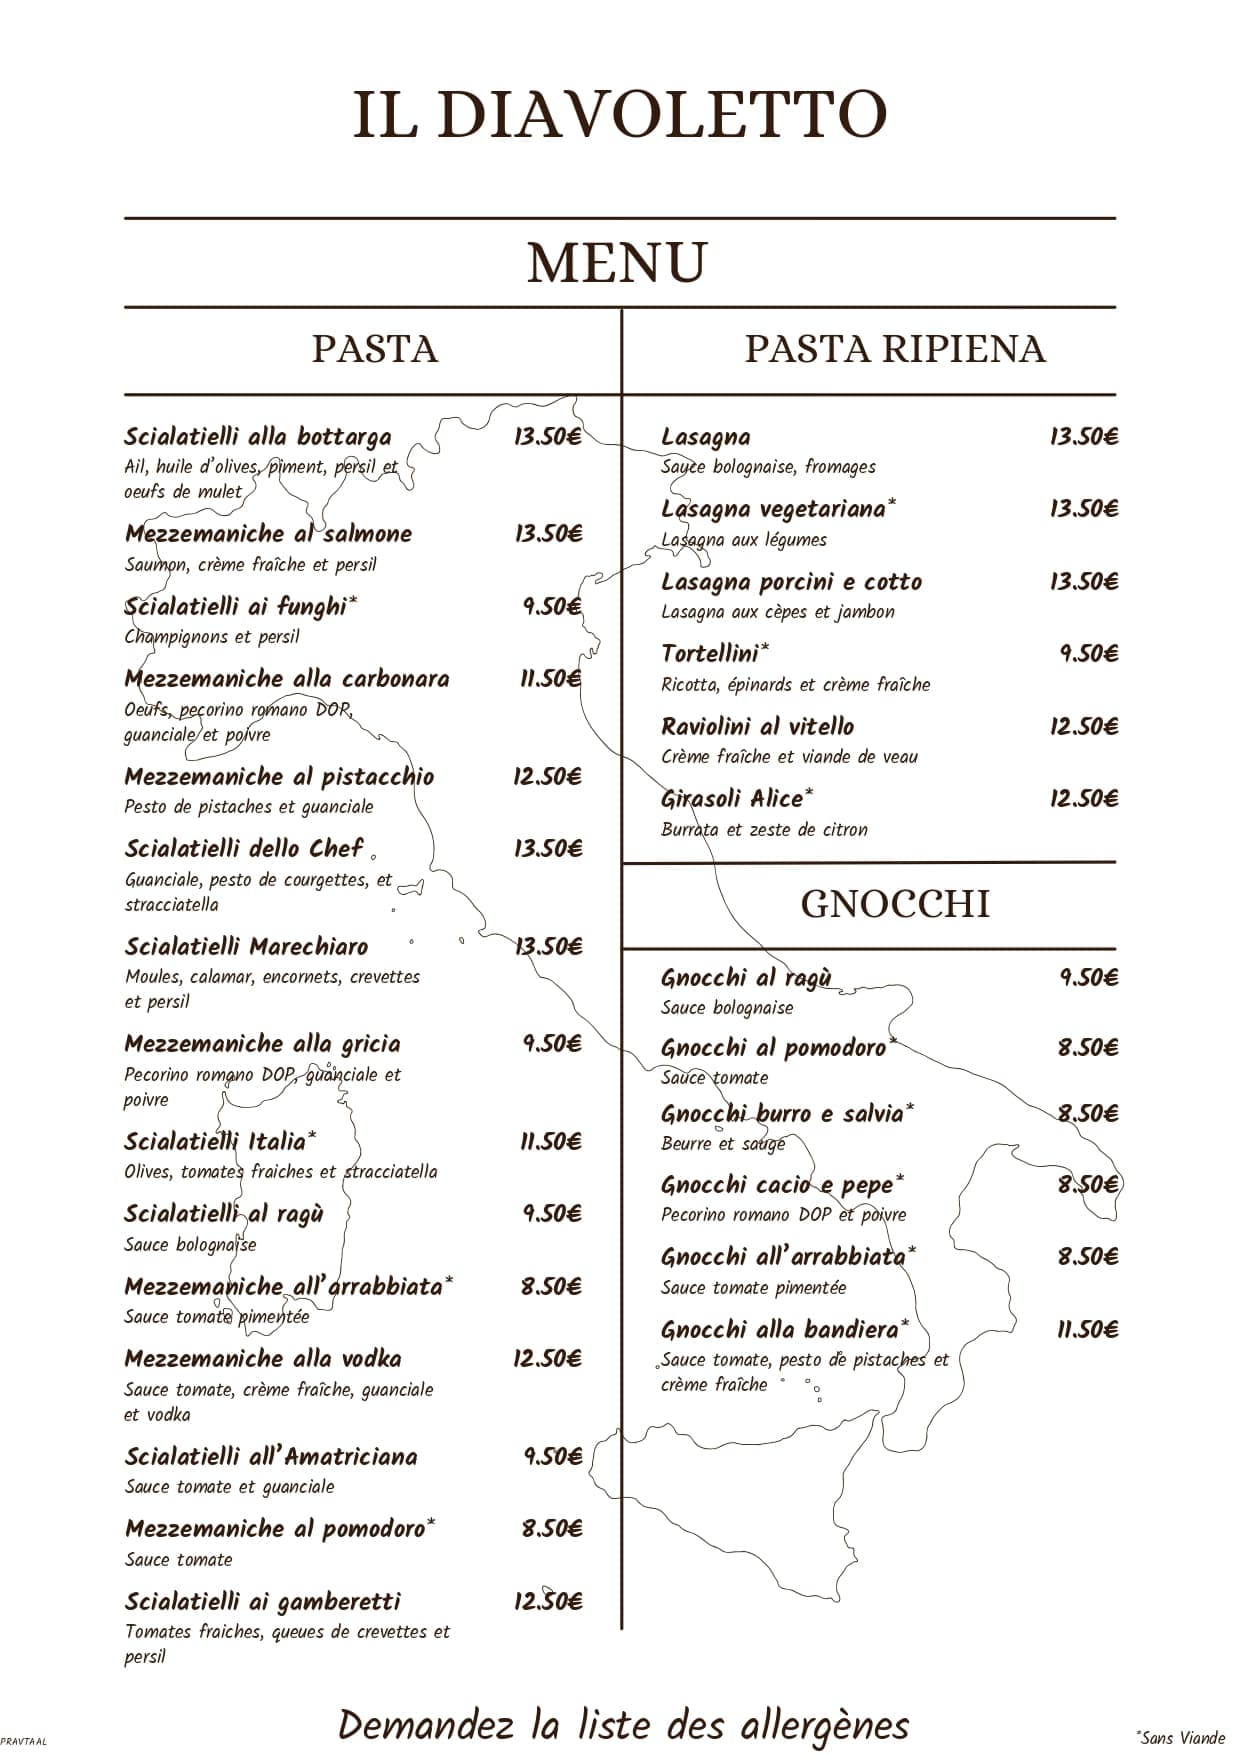 IL DIAVOLETTO
MENU
PASTA
Scialatielli alla bottarga 13.50€
Ail, huile d'olives, piment, persil et
oeufs de mulet
Mezzemaniche al salmone 13.50€
Saumon, crème fraîche et persil
Scialatielli ai funghi* 9.50€
Champignons et persil
Mezzemaniche alla carbonara 11.50€
Oeufs, pecorino romano DOP,
guanciale et poivre
Mezzemaniche al pistacchio 12.50€
Pesto de pistaches et guanciale
Scialatielli dello Chef 13.50€
Guanciale, pesto de courgettes, et
stracciatella
Scialatielli Marechiaro 13.50€
Moules, calamar, encornets, crevettes
et persil
Mezzemaniche alla gricia 9.50€
Pecorino romano DOP, guanciale et
poivre
Scialatielli Italia* 11.50€
Olives, tomates fraiches et stracciatella
Scialatielli al ragù 9.50€
Sauce bolognaise
Mezzemaniche all'arrabbiata* 8.50€
Sauce tomate pimentée
Mezzemaniche alla vodka 12.50€
Sauce tomate, crème fraîche, guanciale
et vodka
Scialatielli all'Amatriciana 9.50€
Sauce tomate et guanciale
Mezzemaniche al pomodoro* 8.50€
Sauce tomate
Scialatielli ai gamberetti 12.50€
Tomates fraiches, queues de crevettes et
persil
PASTA RIPIENA
Lasagna 13.50€
Sauce bolognaise, fromages
Lasagna vegetariana* 13.50€
Lasagna aux légumes
Lasagna porcini e cotto 13.50€
Lasagna aux cèpes et jambon
Tortellini* 9.50€
Ricotta, épinards et crème fraîche
Raviolini al vitello 12.50€
Crème fraîche et viande de veau
Girasoli Alice* 12.50€
Burrata et zeste de citron
GNOCCHI
Gnocchi al ragù 9.50€
Sauce bolognaise
Gnocchi al pomodoro* 8.50€
Sauce tomate
Gnocchi burro e salvia* 8.50€
Beurre et sauge
Gnocchi cacio e pepe* 8.50€
Pecorino romano DOP et poivre
Gnocchi all'arrabbiata* 8.50€
Sauce tomate pimentée
Gnocchi alla bandiera* 11.50€
Sauce tomate, pesto de pistaches et
crème fraîche
Demandez la liste des allergènes
PRAVTAAL
*Sans Viande